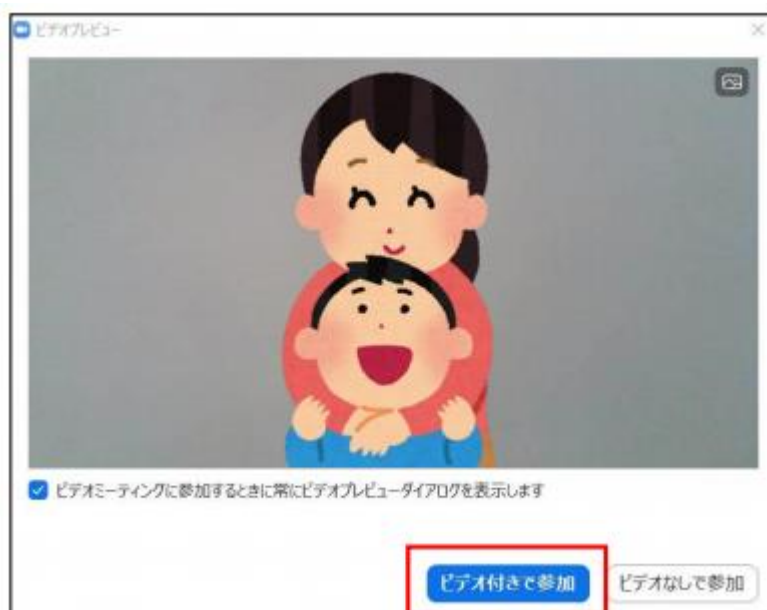 ビデオプレビュー
ビデオミーティングに参加するときに常にビデオプレビューダイアログを表示します
ビデオ付きで参加
ビデオなしで参加